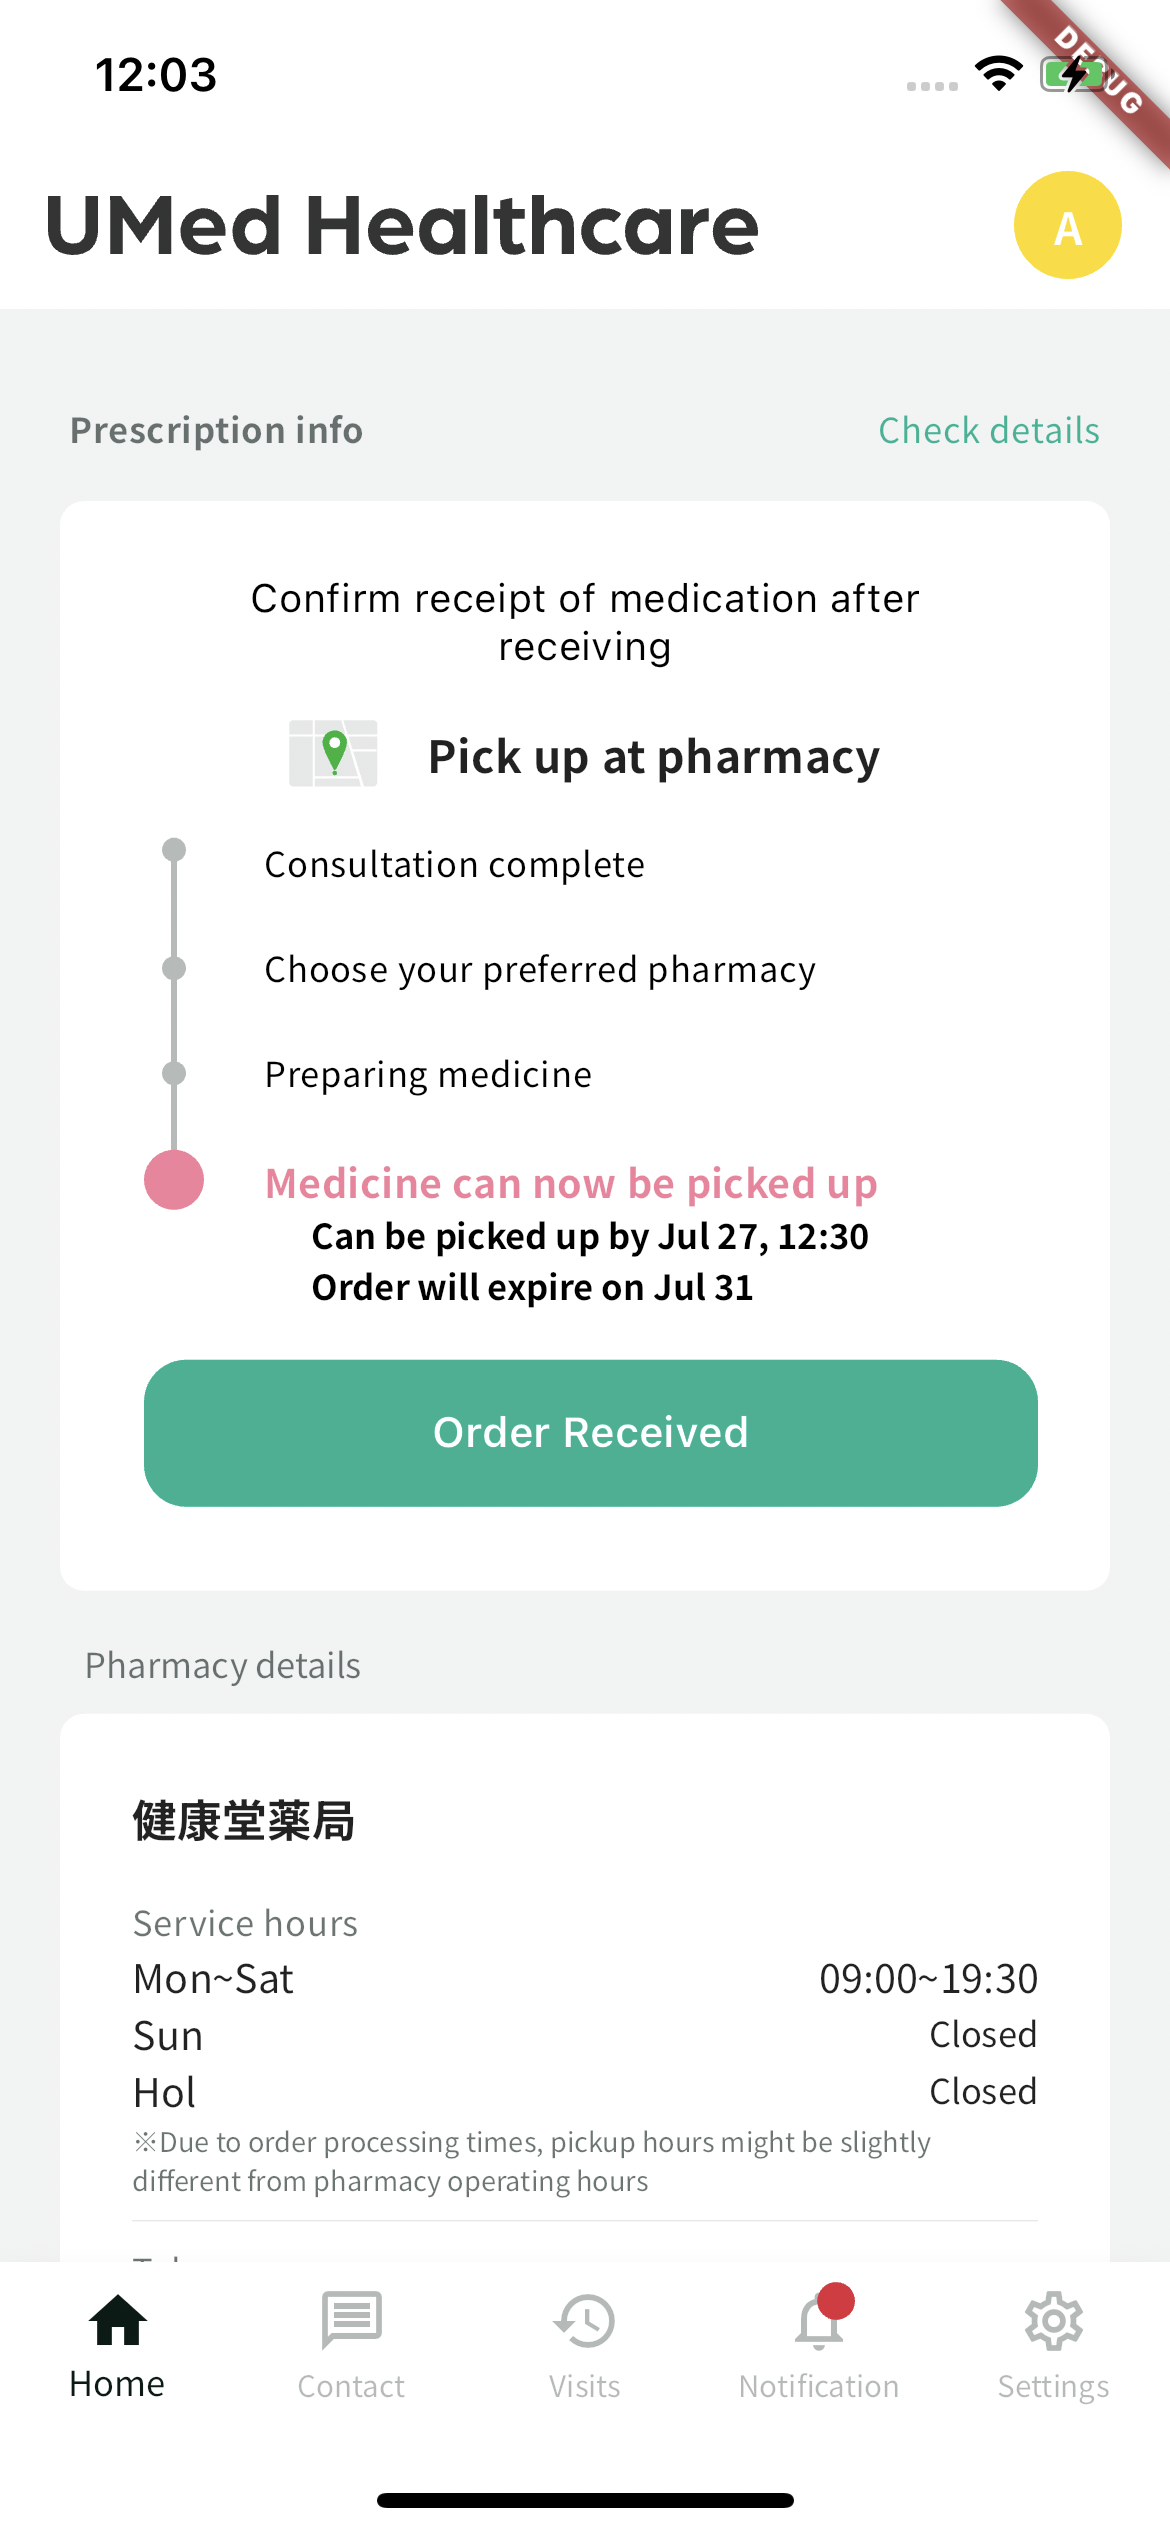 12:03
DEBUG
UMed Healthcare
A
Prescription info
Check details
Confirm receipt of medication after
receiving
Pick up at pharmacy
Consultation complete
Choose your preferred pharmacy
Preparing medicine
Medicine can now be picked up
Can be picked up by Jul 27, 12:30
Order will expire on Jul 31
Order Received
Pharmacy details
健康堂薬局
Service hours
Mon~Sat 09:00~19:30
Sun Closed
Hol Closed
※Due to order processing times, pickup hours might be slightly
different from pharmacy operating hours
Home
Contact
Visits
Notification
Settings